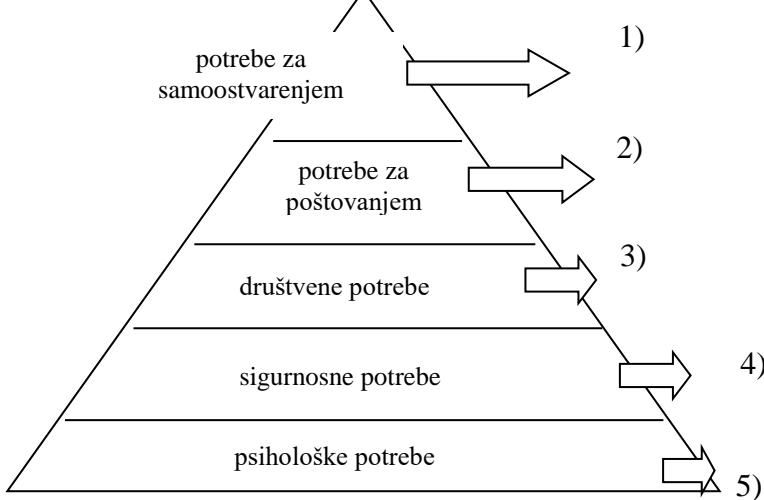 1)
potrebe za
samoostvarenjem
2)
potrebe za
poštovanjem
3)
društvene potrebe
4)
sigurnosne potrebe
psihološke potrebe
5)